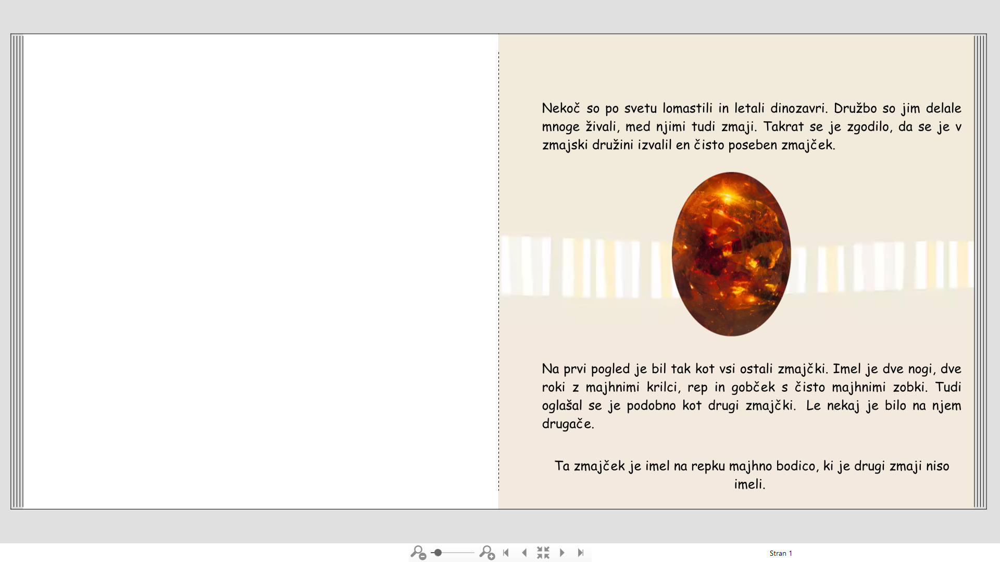 Nekoč so po svetu lomastili in letali dinozavri. Družbo so jim delale
mnoge živali, med njimi tudi zmaji. Takrat se je zgodilo, da se je v
zmajski družini izvalil en čisto poseben zmajček.
Na prvi pogled je bil tak kot vsi ostali zmajčki. Imel je dve nogi, dve
roki z majhnimi krilci, rep in gobček s čisto majhnimi zobki. Tudi
oglašal se je podobno kot drugi zmajčki. Le nekaj je bilo na njem
drugače.
Ta zmajček je imel na repku majhno bodico, ki je drugi zmaji niso
imeli.
Stran 1